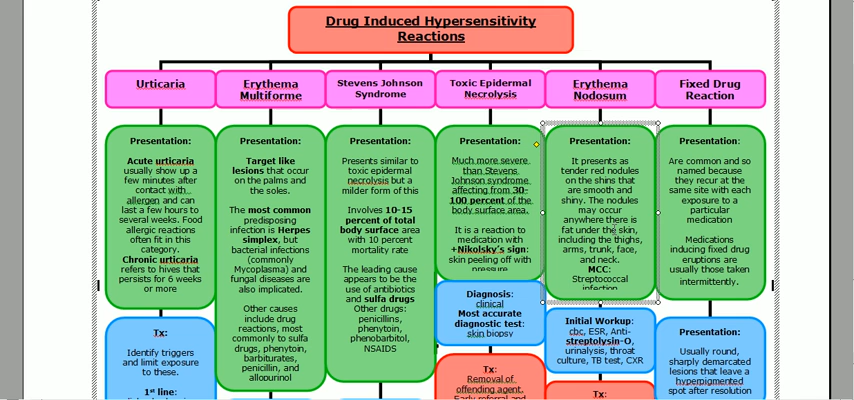 Drug Induced Hypersensitivity
Reactions
Urticaria
Erythema
Multiforme
Stevens Johnson
Syndrome
Toxic Epidermal
Necrolysis
Erythema
Nodosum
Fixed Drug
Reaction
Presentation:
Acute urticaria
usually show up a
few minutes after
contact with
allergen and can
last a few hours to
several weeks. Food
allergic reactions
often fit in this
category.
Chronic urticaria
refers to hives that
persists for 6 weeks
or more
Tx:
Identify triggers
and limit exposure
to these.
1st line:
Presentation:
Target like
lesions that occur
on the palms and
the soles.
The most common
predisposing
infection is Herpes
simplex, but
bacterial infections
(commonly
Mycoplasma) and
fungal diseases are
also implicated.
Other causes
include drug
reactions, most
commonly to sulfa
drugs, phenytoin,
barbiturates,
penicillin, and
allopurinol
Presentation:
Presents similar to
toxic epidermal
necrolysis but a
milder form of this
Involves 10-15
percent of total
body surface area
with 10 percent
mortality rate
The leading cause
appears to be the
use of antibiotics
and sulfa drugs
Other drugs:
penicillins,
phenytoin,
phenobarbitol,
NSAIDS
Presentation:
Much more severe
than Stevens
Johnson syndrome
affecting from 30-
100 percent of the
body surface area.
It is a reaction to
medication with
+Nikolsky's sign:
skin peeling off with
pressure
Diagnosis:
clinical
Most accurate
diagnostic test:
skin biopsy
Tx:
Removal of
offending agent.
Early referral and
Presentation:
It presents as
tender red nodules
on the shins that
are smooth and
shiny. The nodules
may occur
anywhere there is
fat under the skin,
including the thighs,
arms, trunk, face,
and neck.
MCC:
Streptococcal
infection
Initial Workup:
cbc, ESR, Anti-
streptolysin-O,
urinalysis, throat
culture, TB test, CXR
Tx:
Presentation:
Are common and so
named because
they recur at the
same site with each
exposure to a
particular
medication
Medications
inducing fixed drug
eruptions are
usually those taken
intermittently.
Presentation:
Usually round,
sharply demarcated
lesions that leave a
hyperpigmented
spot after resolution